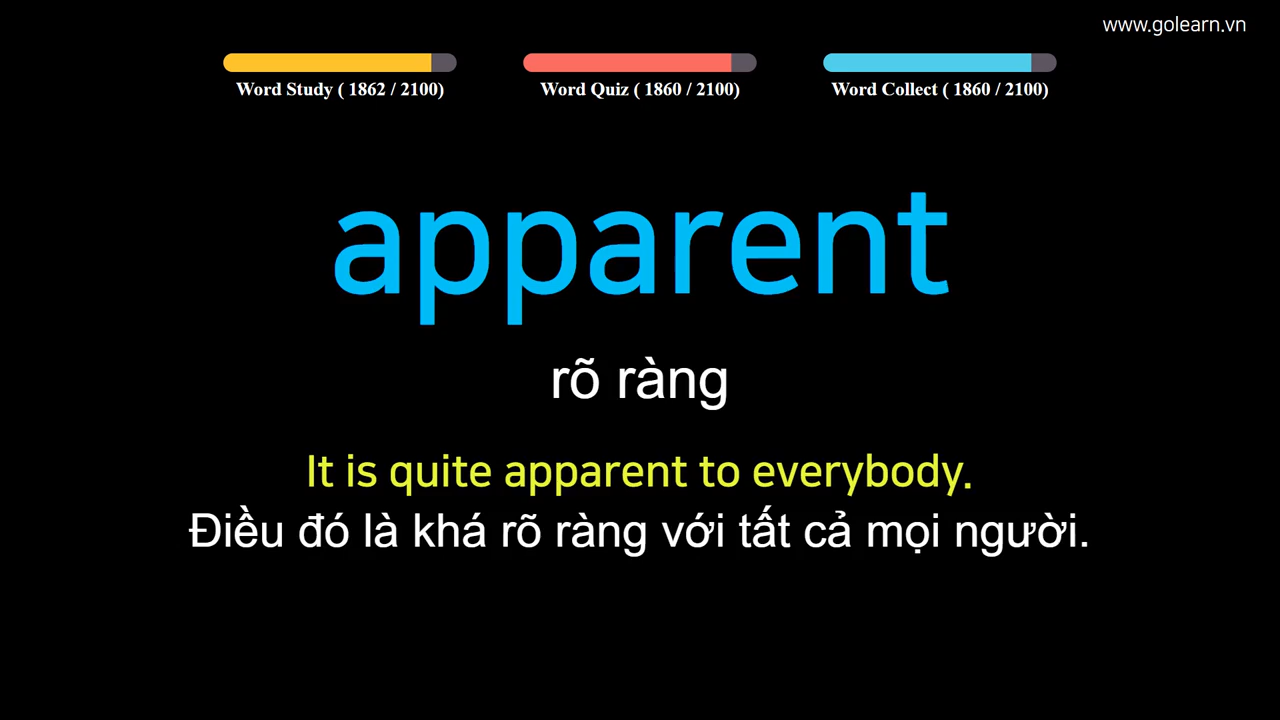 www.golearn.vn
Word Study ( 1862 / 2100)
Word Quiz ( 1860 / 2100)
Word Collect ( 1860 / 2100)
apparent
rõ ràng
It is quite apparent to everybody.
Điều đó là khá rõ ràng với tất cả mọi người.